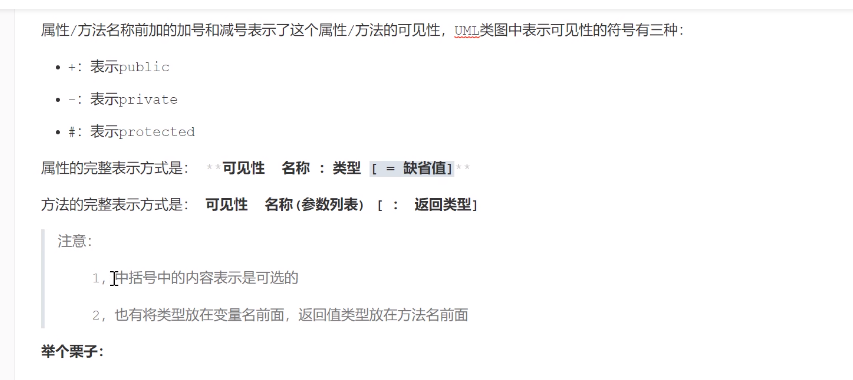 属性/方法名称前加的加号和减号表示了这个属性/方法的可见性，UML类图中表示可见性的符号有三种：
• +：表示public
• -：表示private
• #：表示protected
属性的完整表示方式是： **可见性  名称 ：类型 [ = 缺省值]**
方法的完整表示方式是： 可见性  名称(参数列表) [ ： 返回类型]
注意：
1，中括号中的内容表示是可选的
2，也有将类型放在变量名前面，返回值类型放在方法名前面
举个栗子：